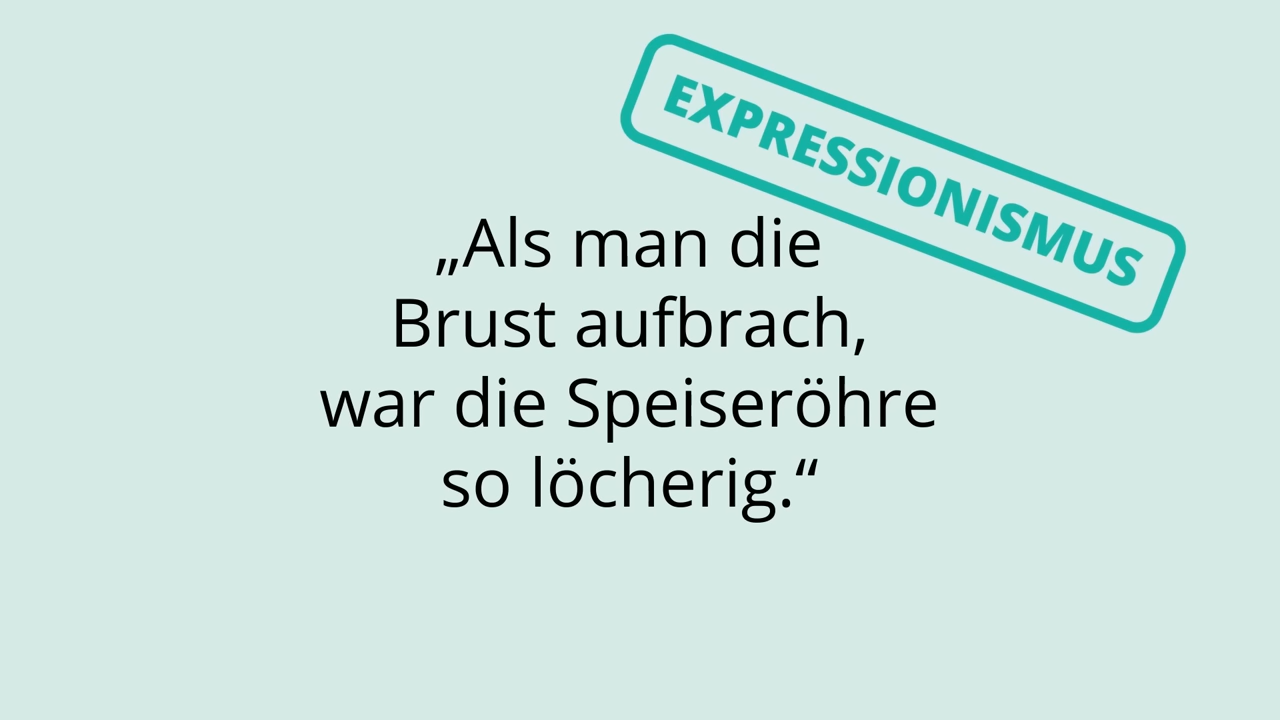 EXPRESSIONISMUS
„Als man die
Brust aufbrach,
war die Speiseröhre
so löcherig.“